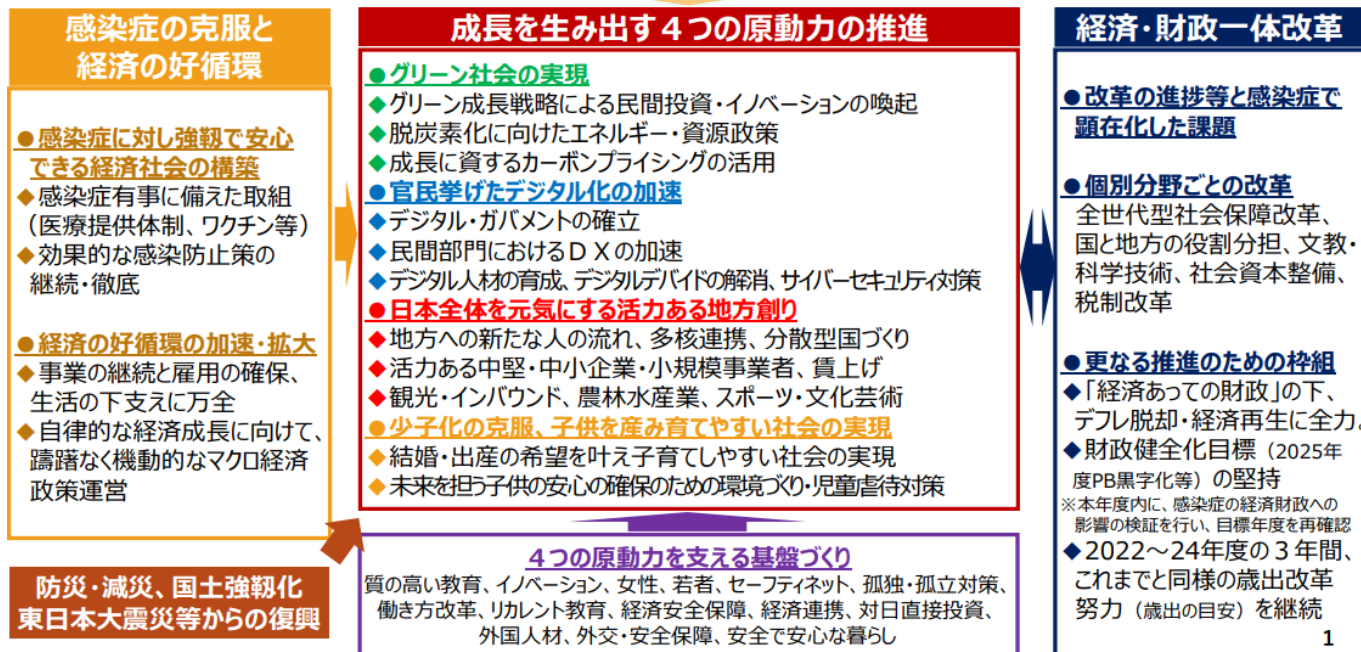 感染症の克服と
経済の好循環
●感染症に対し強靱で安心
できる経済社会の構築
◆感染症有事に備えた取組
（医療提供体制、ワクチン等）
◆効果的な感染防止策の
継続・徹底
●経済の好循環の加速・拡大
◆事業の継続と雇用の確保、
生活の下支えに万全
◆自律的な経済成長に向けて、
躊躇なく機動的なマクロ経済
政策運営
防災・減災、国土強靱化
東日本大震災等からの復興
成長を生み出す４つの原動力の推進
●グリーン社会の実現
◆グリーン成長戦略による民間投資・イノベーションの喚起
◆脱炭素化に向けたエネルギー・資源政策
◆成長に資するカーボンプライシングの活用
●官民挙げたデジタル化の加速
◆デジタル・ガバメントの確立
◆民間部門におけるＤＸの加速
◆デジタル人材の育成、デジタルデバイドの解消、サイバーセキュリティ対策
●日本全体を元気にする活力ある地方創り
◆地方への新たな人の流れ、多核連携、分散型国づくり
◆活力ある中堅・中小企業・小規模事業者、賃上げ
◆観光・インバウンド、農林水産業、スポーツ・文化芸術
●少子化の克服、子供を産み育てやすい社会の実現
◆結婚・出産の希望を叶え子育てしやすい社会の実現
◆未来を担う子供の安心の確保のための環境づくり・児童虐待対策
４つの原動力を支える基盤づくり
質の高い教育、イノベーション、女性、若者、セーフティネット、孤独・孤立対策、
働き方改革、リカレント教育、経済安全保障、経済連携、対日直接投資、
外国人材、外交・安全保障、安全で安心な暮らし
経済・財政一体改革
●改革の進捗等と感染症で
顕在化した課題
●個別分野ごとの改革
全世代型社会保障改革、
国と地方の役割分担、文教・
科学技術、社会資本整備、
税制改革
●更なる推進のための枠組
◆「経済あっての財政」の下、
デフレ脱却・経済再生に全力。
◆財政健全化目標（2025年
度PB黒字化等）の堅持
※本年度内に、感染症の経済財政への
影響の検証を行い、目標年度を再確認
◆2022～24年度の３年間、
これまでと同様の歳出改革
努力（歳出の目安）を継続
1